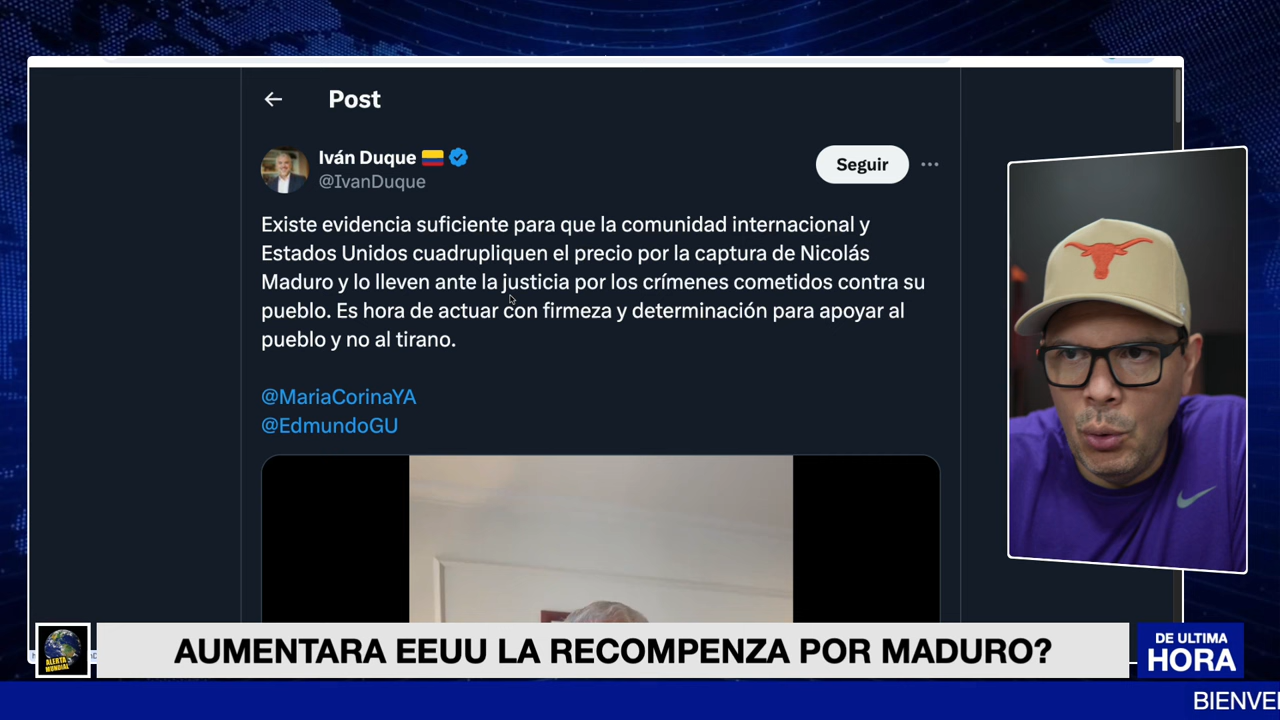 Post
Iván Duque
@IvanDuque
Seguir
Existe evidencia suficiente para que la comunidad internacional y
Estados Unidos cuadrupliquen el precio por la captura de Nicolás
Maduro y lo lleven ante la justicia por los crímenes cometidos contra su
pueblo. Es hora de actuar con firmeza y determinación para apoyar al
pueblo y no al tirano.
@MariaCorinaYA
@EdmundoGU
ALERTA
MUNDIAL
AUMENTARA EEUU LA RECOMPENZA POR MADURO?
DE ULTIMA
HORA
BIENVE